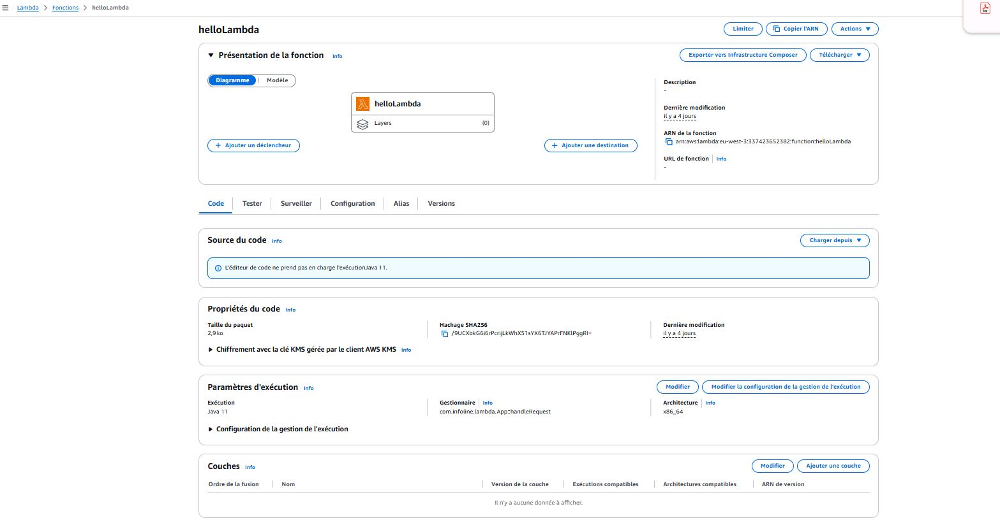 Lambda > Fonctions > helloLambda
helloLambda
Limiter Copier l'ARN Actions
Présentation de la fonction Info
Exporter vers Infrastructure Composer Télécharger
Diagramme Modèle
helloLambda
Layers (0)
+ Ajouter un déclencheur
+ Ajouter une destination
Description
-
Dernière modification
il y a 4 jours
ARN de la fonction
arn:aws:lambda:eu-west-3:337423652382:function:helloLambda
URL de fonction Info
-
Code Tester Surveiller Configuration Alias Versions
Source du code Info Charger depuis
L'éditeur de code ne prend pas en charge l'exécutionJava 11.
Propriétés du code Info
Taille du paquet Hachage SHA256 Dernière modification
2,9 ko /9UCXbkG6i6rPcrijLkWhX51sYX6TJYAPrFNKlPggRI= il y a 4 jours
Chiffrement avec la clé KMS gérée par le client AWS KMS Info
Paramètres d'exécution Info Modifier Modifier la configuration de la gestion de l'exécution
Exécution Gestionnaire Info Architecture Info
Java 11 com.infoline.lambda.App::handleRequest x86_64
Configuration de la gestion de l'exécution
Couches Info Modifier Ajouter une couche
Ordre de la fusion Nom Version de la couche Exécutions compatibles Architectures compatibles ARN de version
Il n'y a aucune donnée à afficher.